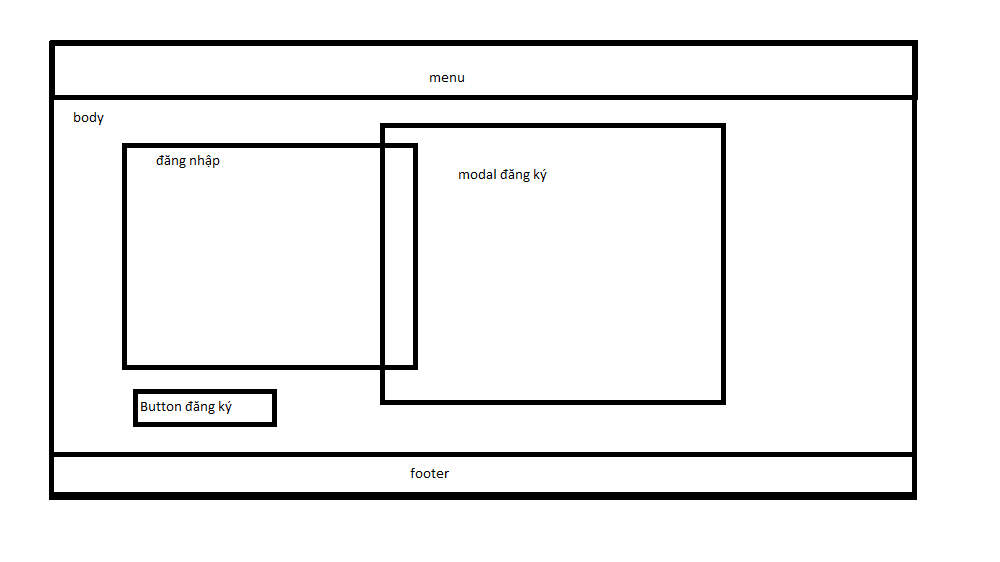 menu
body
đăng nhập
modal đăng ký
Button đăng ký
footer